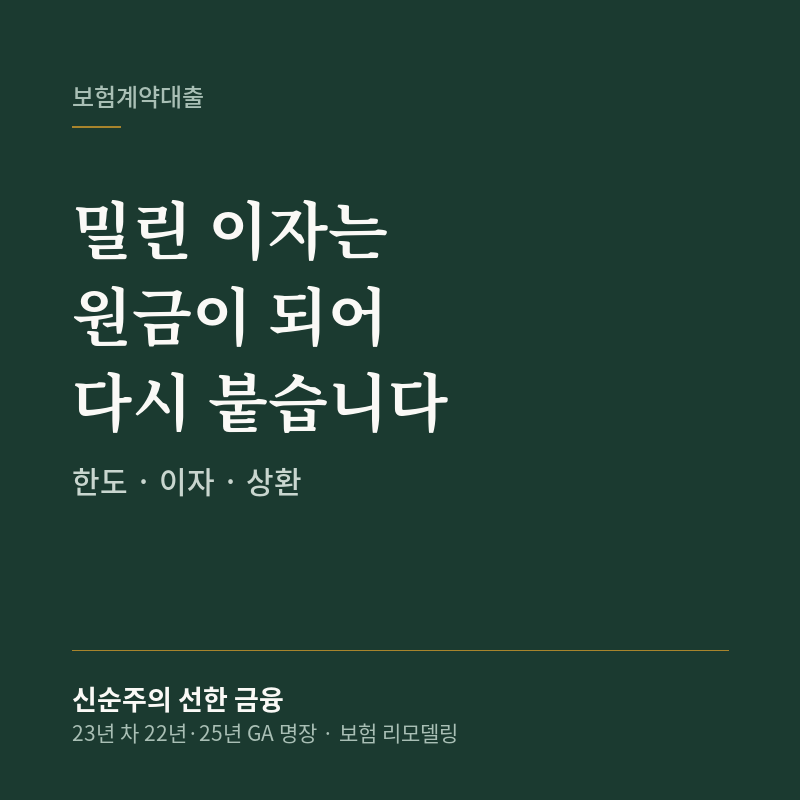 보험계약대출
밀린 이자는
원금이 되어
다시 붙습니다
한도 · 이자 · 상환
신순주의 선한 금융
23년 차 22년·25년 GA 명장 · 보험 리모델링